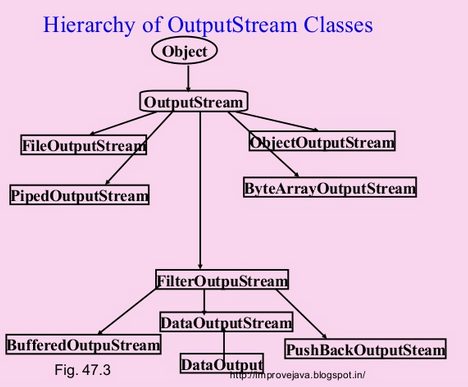 Hierarchy of OutputStream Classes
Object
OutputStream
FileOutputStream
ObjectOutputStream
PipedOutputStream
ByteArrayOutputStream
FilterOutpuStream
DataOutputStream
BufferedOutpuStream
PushBackOutputSteam
DataOutput
Fig. 47.3
http://improvejava.blogspot.in/